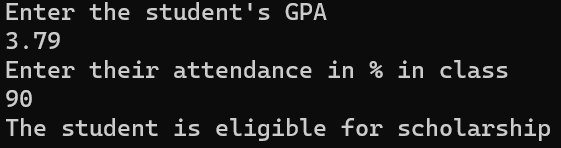 Enter the student's GPA
3.79
Enter their attendance in % in class
90
The student is eligible for scholarship